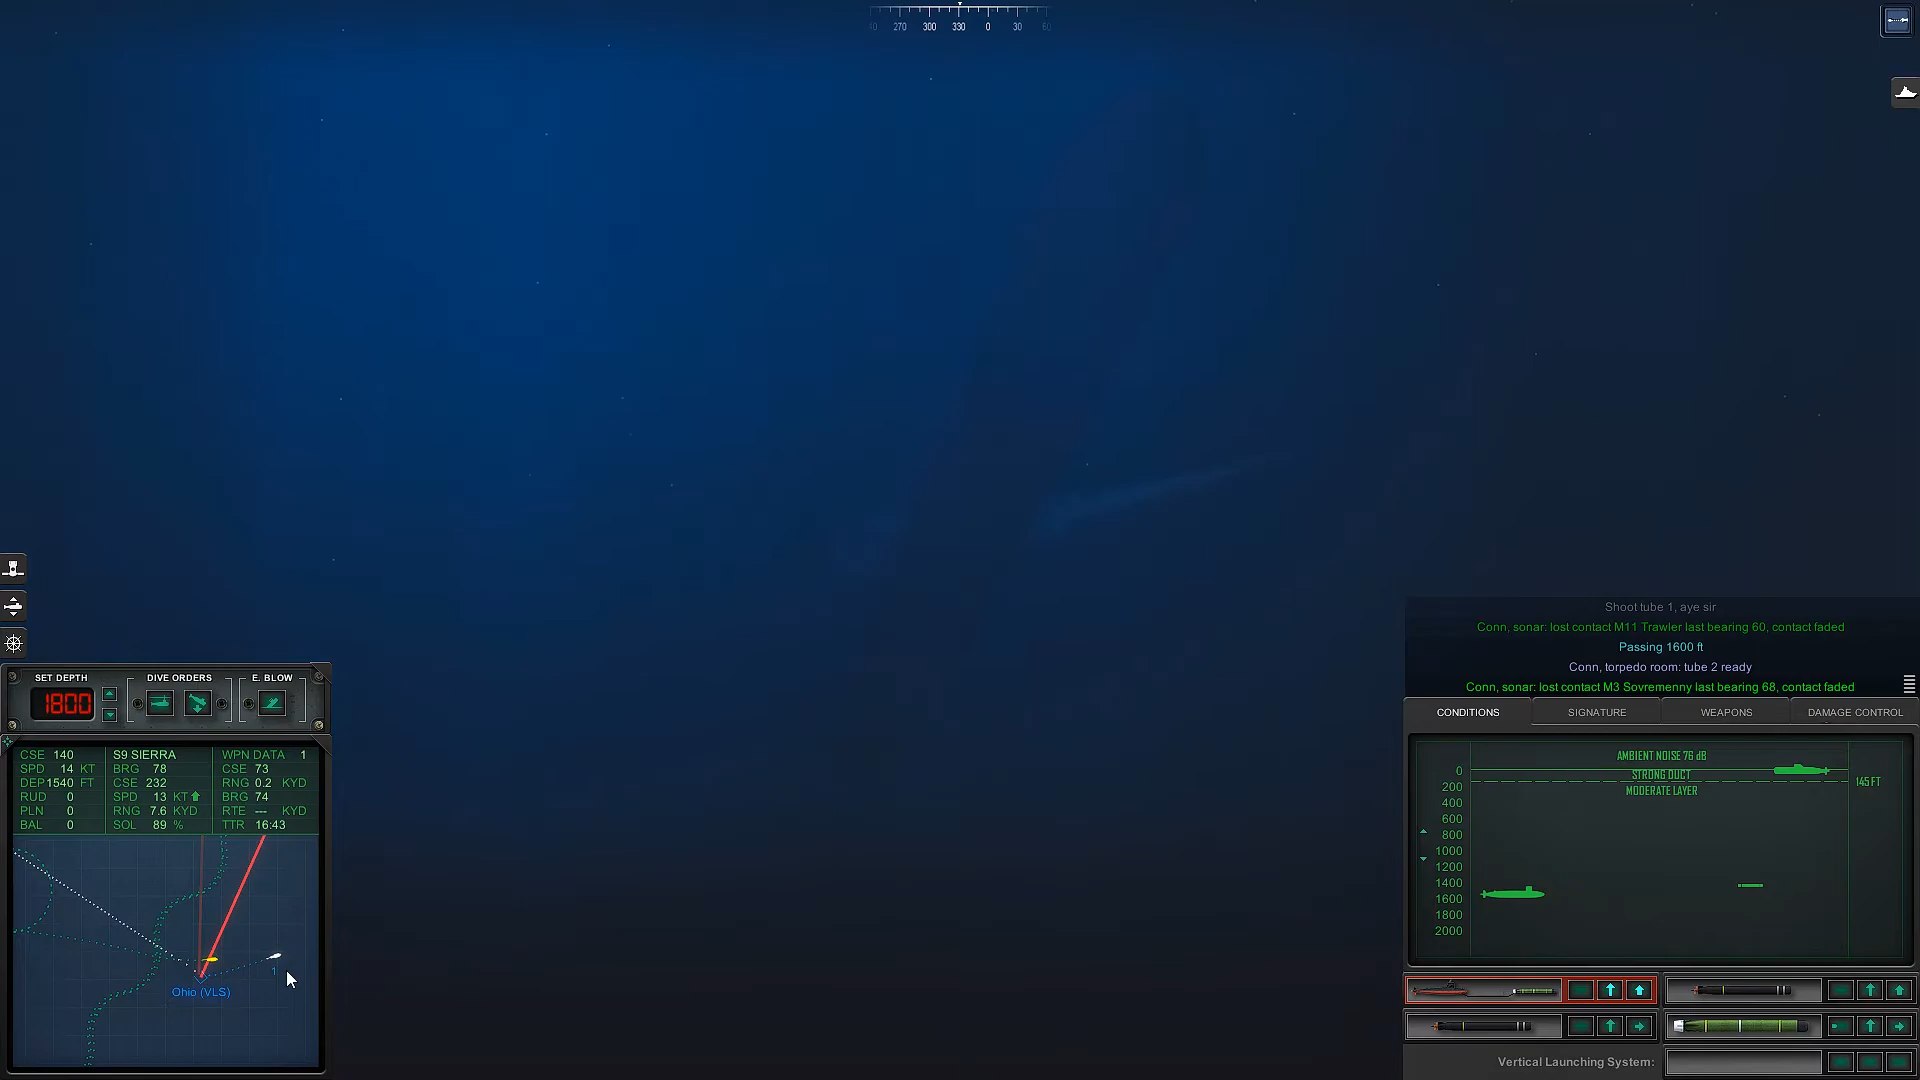 270 300 330 0 30 60
Shoot tube 1, aye sir
Conn, sonar: lost contact M11 Trawler last bearing 60, contact faded
Passing 1600 ft
Conn, torpedo room: tube 2 ready
Conn, sonar: lost contact M3 Sovremenny last bearing 68, contact faded
SET DEPTH DIVE ORDERS E. BLOW
1800
CONDITIONS SIGNATURE WEAPONS DAMAGE CONTROL
CSE 140 S9 SIERRA WPN DATA 1
SPD 14 KT BRG 78 CSE 73
DEP 1540 FT CSE 232 RNG 0.2 KYD
RUD 0 SPD 13 KT BRG 74
PLN 0 RNG 7.6 KYD RTE --- KYD
BAL 0 SOL 89 % TTR 16:43
1
Ohio (VLS)
AMBIENT NOISE 76 dB
STRONG DUCT
MODERATE LAYER
145 FT
0
200
400
600
800
1000
1200
1400
1600
1800
2000
Vertical Launching System: